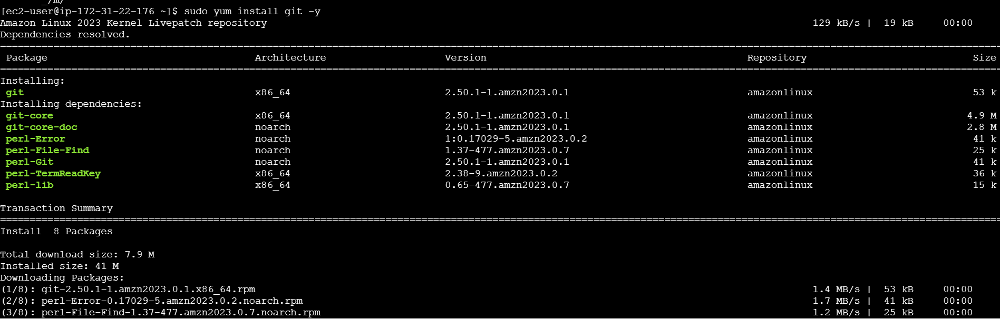 _/m/
[ec2-user@ip-172-31-22-176 ~]$ sudo yum install git -y
Amazon Linux 2023 Kernel Livepatch repository 129 kB/s | 19 kB 00:00
Dependencies resolved.
================================================================================
Package Architecture Version Repository Size
================================================================================
Installing:
git x86_64 2.50.1-1.amzn2023.0.1 amazonlinux 53 k
Installing dependencies:
git-core x86_64 2.50.1-1.amzn2023.0.1 amazonlinux 4.9 M
git-core-doc noarch 2.50.1-1.amzn2023.0.1 amazonlinux 2.8 M
perl-Error noarch 1:0.17029-5.amzn2023.0.2 amazonlinux 41 k
perl-File-Find noarch 1.37-477.amzn2023.0.7 amazonlinux 25 k
perl-Git noarch 2.50.1-1.amzn2023.0.1 amazonlinux 41 k
perl-TermReadKey x86_64 2.38-9.amzn2023.0.2 amazonlinux 36 k
perl-lib x86_64 0.65-477.amzn2023.0.7 amazonlinux 15 k
Transaction Summary
================================================================================
Install 8 Packages
Total download size: 7.9 M
Installed size: 41 M
Downloading Packages:
(1/8): git-2.50.1-1.amzn2023.0.1.x86_64.rpm 1.4 MB/s | 53 kB 00:00
(2/8): perl-Error-0.17029-5.amzn2023.0.2.noarch.rpm 1.7 MB/s | 41 kB 00:00
(3/8): perl-File-Find-1.37-477.amzn2023.0.7.noarch.rpm 1.2 MB/s | 25 kB 00:00